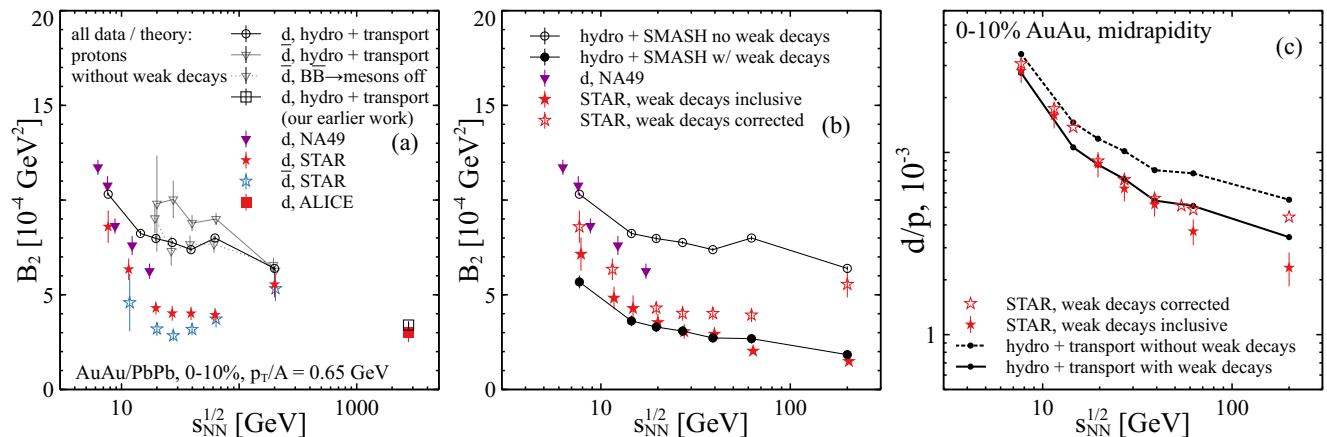 20
15
10
5
0
B₂ [10⁻⁴ GeV²]
all data / theory:
protons
without weak decays
d, hydro + transport
d̅, hydro + transport
d̅, BB̅→mesons off
d, hydro + transport
(our earlier work)
d, NA49
d, STAR
d̅, STAR
d, ALICE
(a)
AuAu/PbPb, 0-10%, p_T/A = 0.65 GeV
10 100 1000
s_NN^1/2 [GeV]
20
15
10
5
0
B₂ [10⁻⁴ GeV²]
hydro + SMASH no weak decays
hydro + SMASH w/ weak decays
d, NA49
STAR, weak decays inclusive
STAR, weak decays corrected
(b)
10 100
s_NN^1/2 [GeV]
d/p, 10⁻³
1
0-10% AuAu, midrapidity
(c)
STAR, weak decays corrected
STAR, weak decays inclusive
hydro + transport without weak decays
hydro + transport with weak decays
10 100
s_NN^1/2 [GeV]